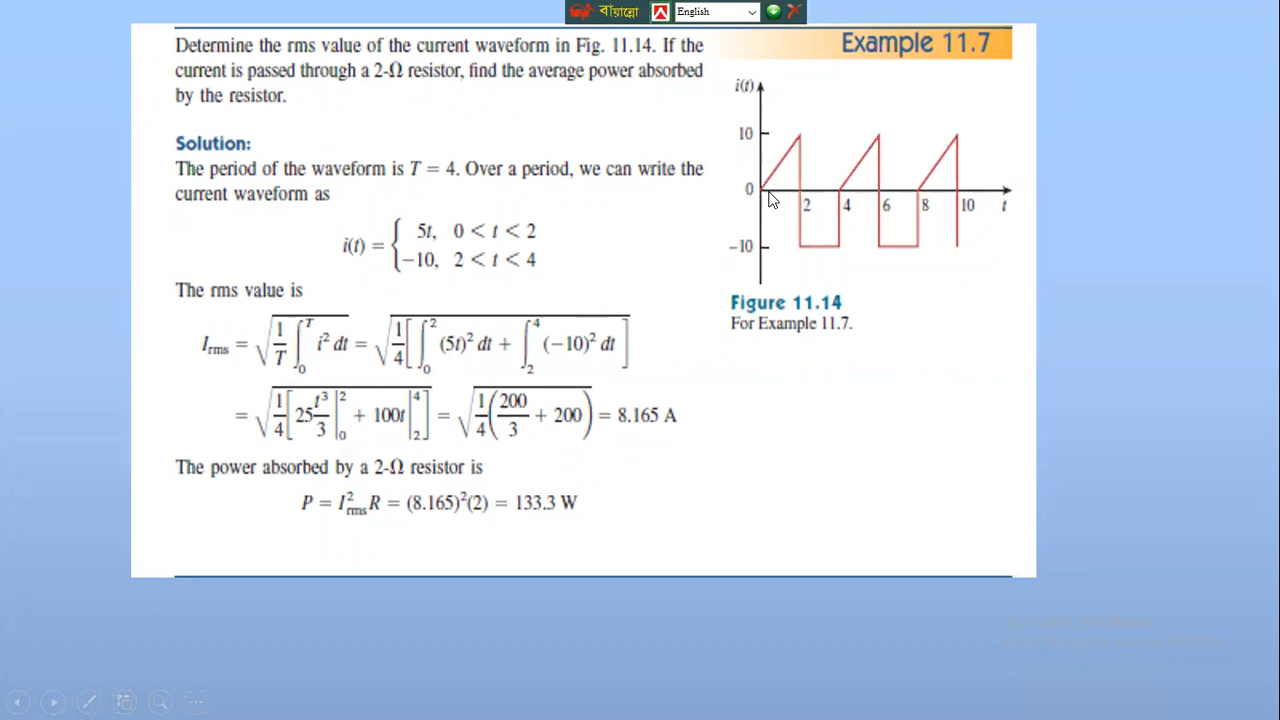 বায়ান্নো English
Determine the rms value of the current waveform in Fig. 11.14. If the
current is passed through a 2-Ω resistor, find the average power absorbed
by the resistor.
Solution:
The period of the waveform is T = 4. Over a period, we can write the
current waveform as
i(t) = { 5t, 0 < t < 2
−10, 2 < t < 4
The rms value is
I_rms = √(1/T ∫₀ᵀ i² dt) = √(1/4 [∫₀² (5t)² dt + ∫₂⁴ (−10)² dt])
= √(1/4 [25 t³/3 |₀² + 100t |₂⁴]) = √(1/4 (200/3 + 200)) = 8.165 A
The power absorbed by a 2-Ω resistor is
P = I²_rms R = (8.165)²(2) = 133.3 W
Example 11.7
i(t)
10
0
2 4 6 8 10 t
−10
Figure 11.14
For Example 11.7.